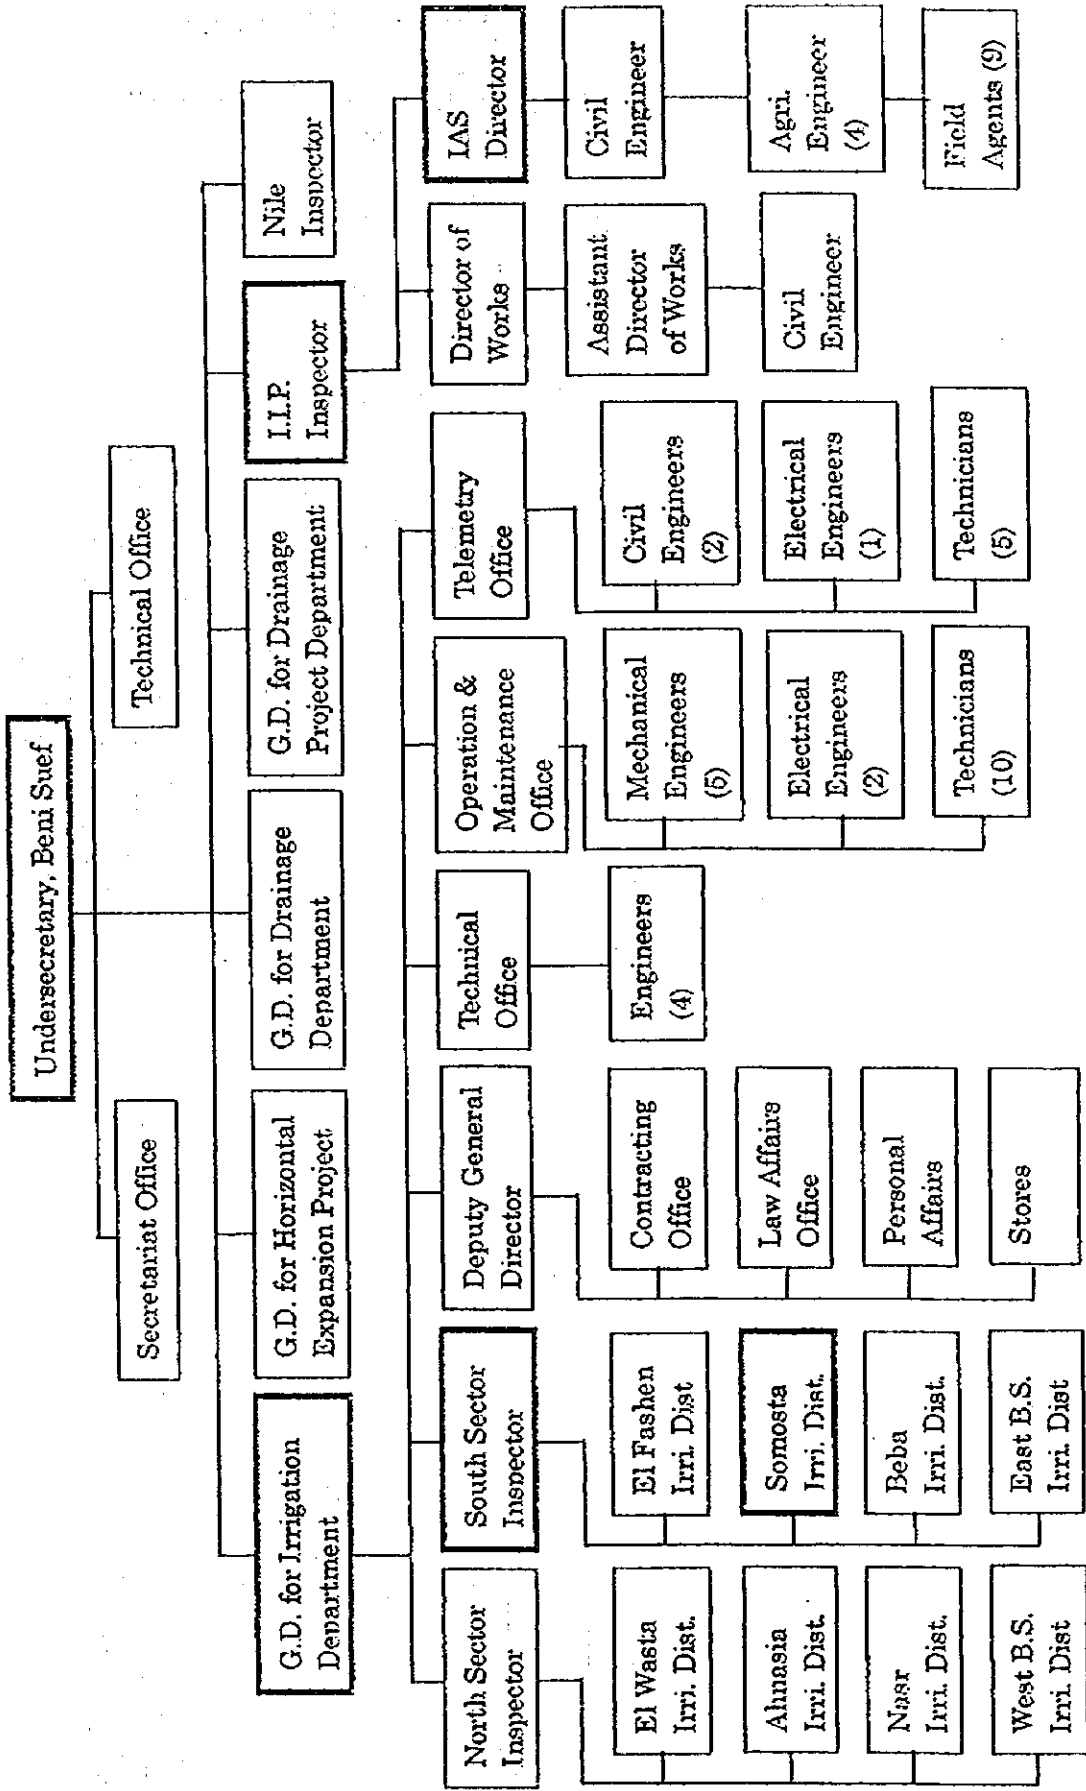 Undersecretary, Beni Suef
Secretariat Office
Technical Office
G.D. for Irrigation
Department
G.D. for Horizontal
Expansion Project
G.D. for Drainage
Department
G.D. for Drainage
Project Department
I.I.P.
Inspector
Nile
Inspector
North Sector
Inspector
South Sector
Inspector
Deputy General
Director
Technical
Office
Operation &
Maintenance
Office
Telemetry
Office
Director of
Works
IAS
Director
El Wasta
Irri. Dist.
Ahnasia
Irri. Dist.
Nasr
Irri. Dist.
West B.S.
Irri. Dist
El Fashen
Irri. Dist
Somosta
Irri. Dist.
Beba
Irri. Dist.
East B.S.
Irri. Dist
Contracting
Office
Law Affairs
Office
Personal
Affairs
Stores
Engineers
(4)
Mechanical
Engineers
(5)
Electrical
Engineers
(2)
Technicians
(10)
Civil
Engineers
(2)
Electrical
Engineers
(1)
Technicians
(5)
Assistant
Director
of Works
Civil
Engineer
Civil
Engineer
Agri.
Engineer
(4)
Field
Agents (9)